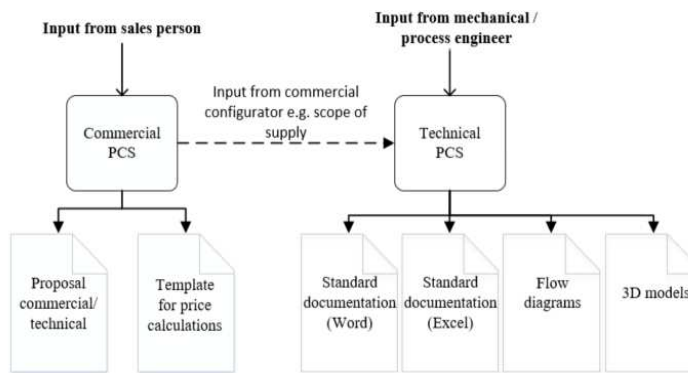 Input from sales person
Input from mechanical /
process engineer
Input from commercial
configurator e.g. scope of
supply
Commercial
PCS
Technical
PCS
Proposal
commercial/
technical
Template
for price
calculations
Standard
documentation
(Word)
Standard
documentation
(Excel)
Flow
diagrams
3D models